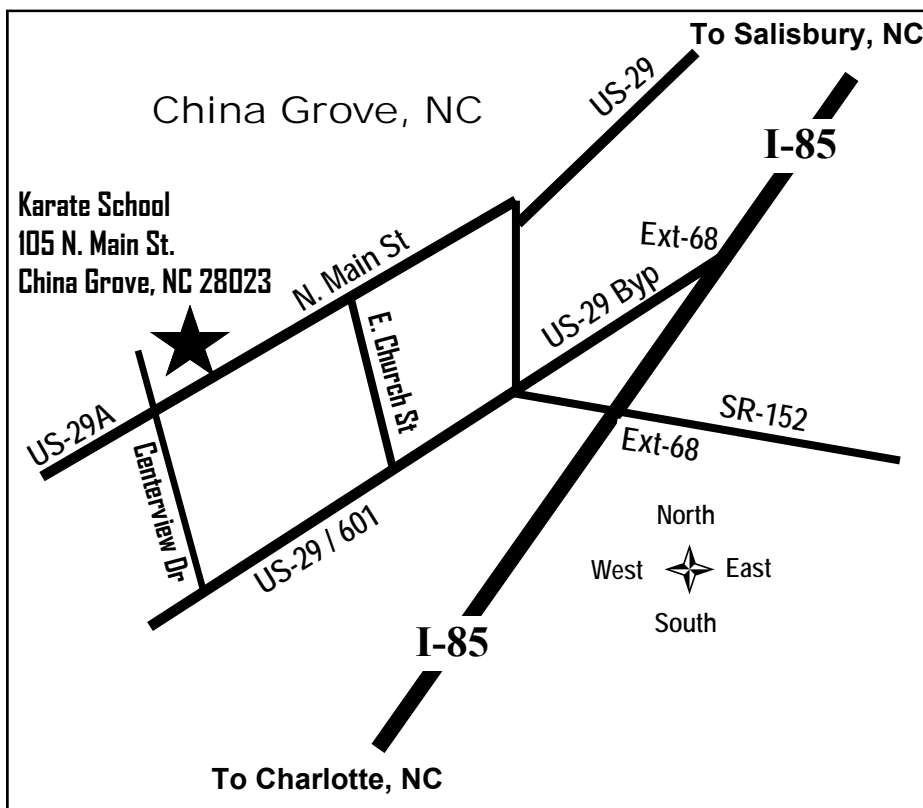 To Salisbury, NC
US-29
China Grove, NC
I-85
Karate School
105 N. Main St.
China Grove, NC 28023
N. Main St
Ext-68
US-29 Byp
E. Church St
US-29A
SR-152
Ext-68
Centerview Dr
US-29 / 601
North
West
East
South
I-85
To Charlotte, NC